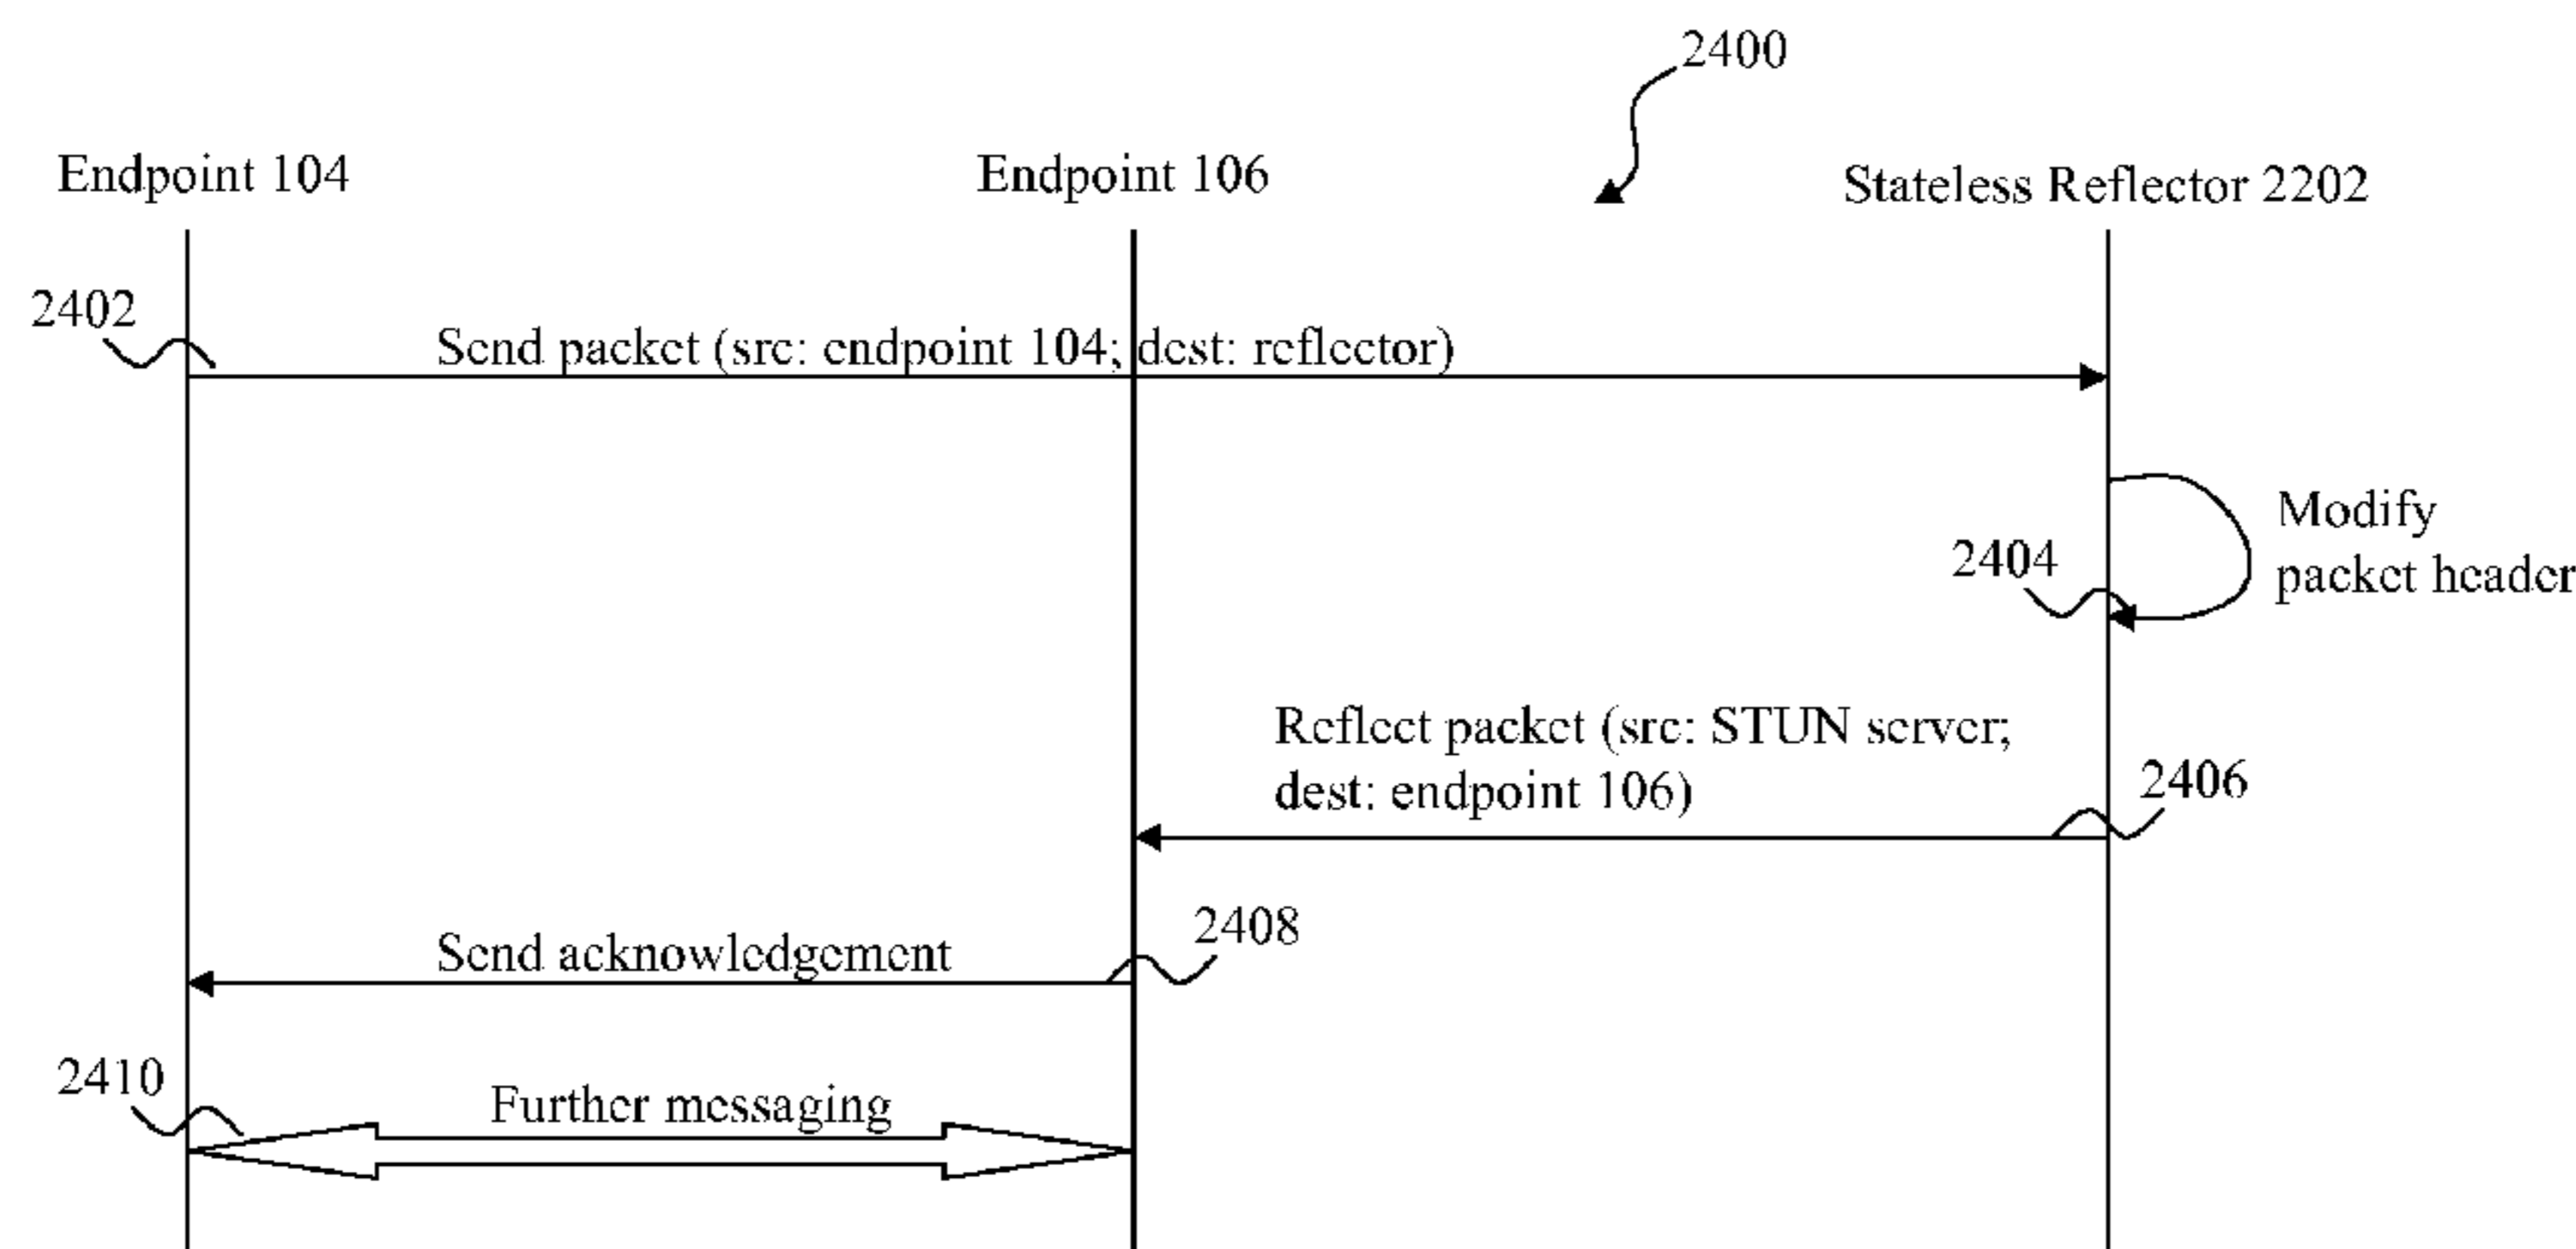 2400
Endpoint 104
Endpoint 106
Stateless Reflector 2202
2402
Send packet (src: endpoint 104; dest: reflector)
Modify
packet header
2404
Reflect packet (src: STUN server;
dest: endpoint 106)
2406
2408
Send acknowledgement
2410
Further messaging